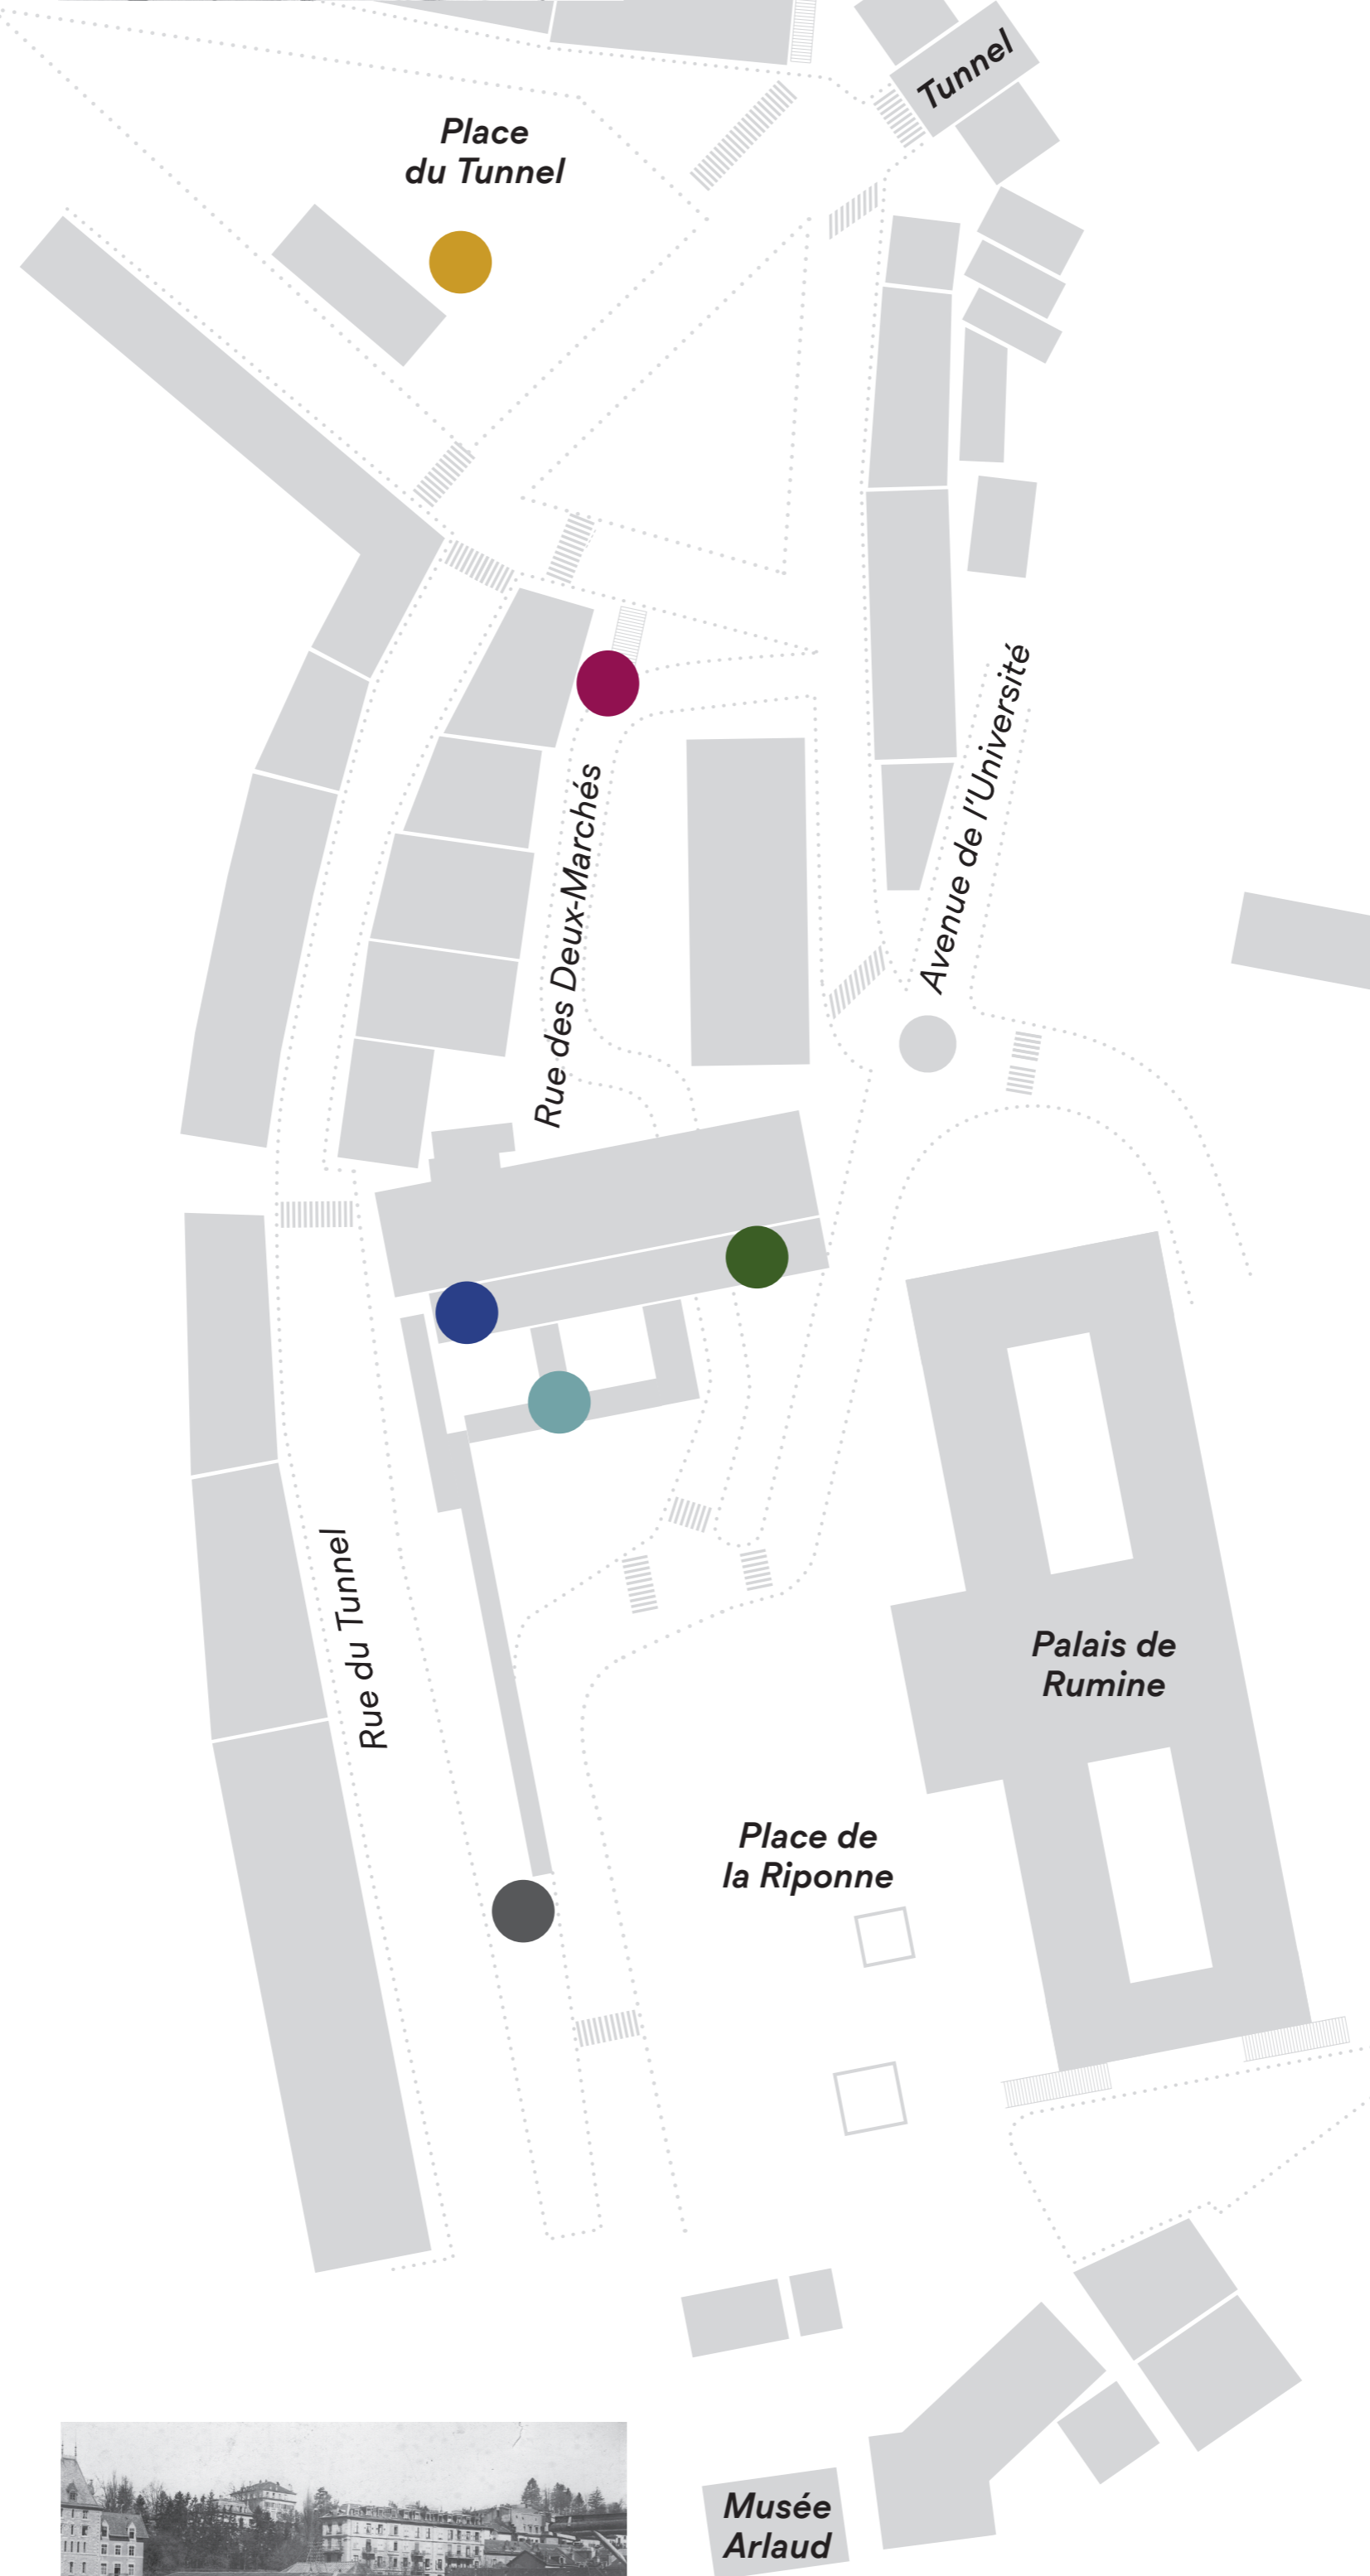 Tunnel
Place
du Tunnel
Avenue de l'Université
Rue des Deux-Marchés
Rue du Tunnel
Palais de
Rumine
Place de
la Riponne
Musée
Arlaud